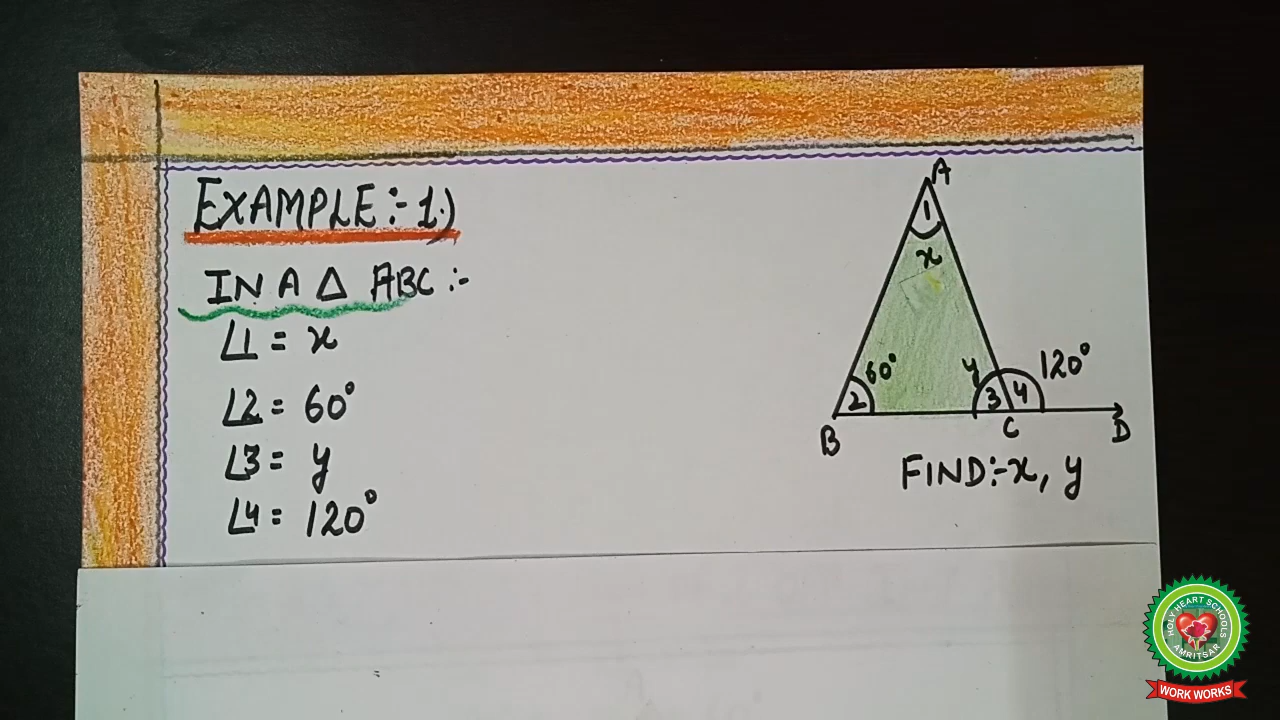 EXAMPLE:- 1.)
IN A △ ABC :-
∠1 = x
∠2 = 60°
∠3 = y
∠4 = 120°
A
1
x
60°
y
120°
2
3
4
B
C
D
FIND:- x, y
HOLY HEART SCHOOLS
AMRITSAR
WORK WORKS